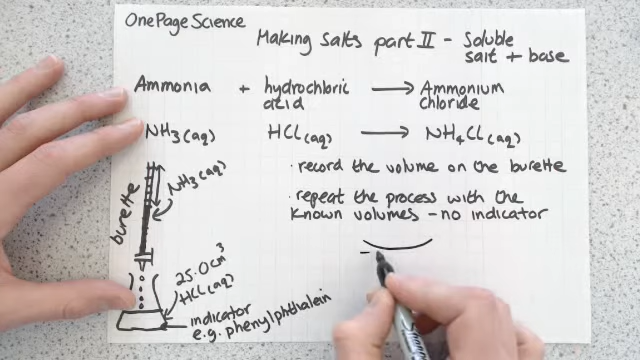 OnePageScience
Making salts part II - Soluble
salt + base
Ammonia + hydrochloric ⟶ Ammonium
acid chloride
NH₃(aq) HCl(aq) ⟶ NH₄Cl(aq)
· record the volume on the burette
· repeat the process with the
known volumes - no indicator
burette
NH₃(aq)
25.0cm³
HCl(aq)
indicator
e.g. phenylphthalein
Sharpie